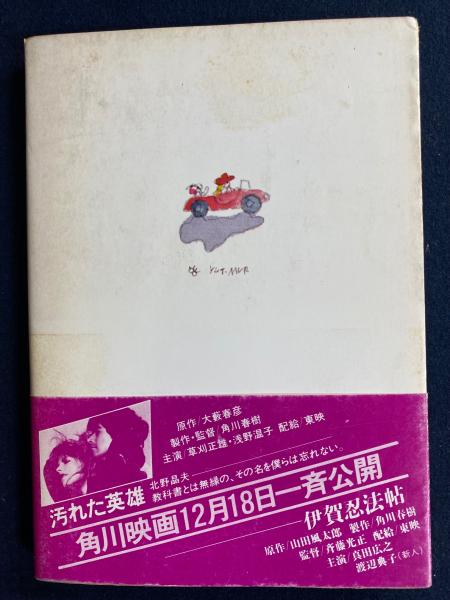 原作/大藪春彦
製作・監督/角川春樹
主演/草刈正雄・浅野温子 配給/東映
汚れた英雄
北野晶夫──
教科書とは無縁の、その名を僕らは忘れない。
角川映画12月18日一斉公開
伊賀忍法帖
原作/山田風太郎 製作/角川春樹
監督/斉藤光正 配給/東映
主演/真田広之
渡辺典子(新人)